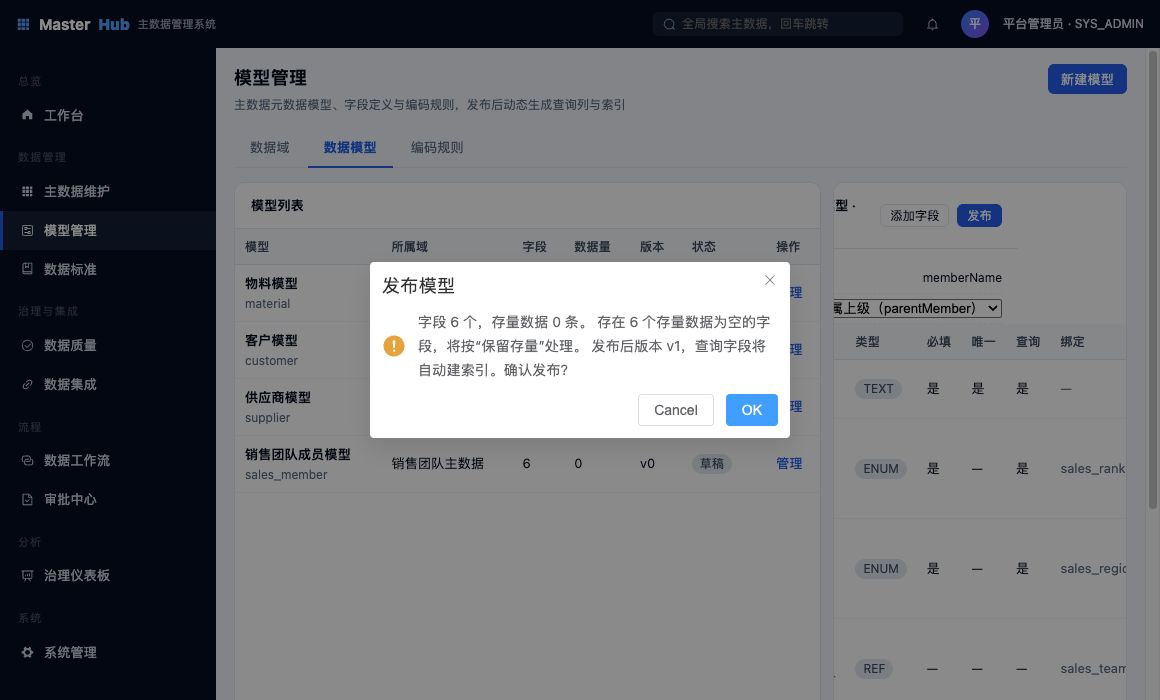 Master Hub 主数据管理系统
全局搜索主数据，回车跳转
平
平台管理员 · SYS_ADMIN
总览
工作台
数据管理
主数据维护
模型管理
数据标准
治理与集成
数据质量
数据集成
流程
数据工作流
审批中心
分析
治理仪表板
系统
系统管理
模型管理
新建模型
主数据元数据模型、字段定义与编码规则，发布后动态生成查询列与索引
数据域 数据模型 编码规则
模型列表
模型 所属域 字段 数据量 版本 状态 操作
物料模型
material
理
客户模型
customer
理
供应商模型
supplier
理
销售团队成员模型
sales_member
销售团队主数据 6 0 v0 草稿 管理
型 ·
添加字段 发布
memberName
属上级（parentMember）
类型 必填 唯一 查询 绑定
TEXT 是 是 是 —
ENUM 是 — 是 sales_rank
ENUM 是 — 是 sales_regio
REF — — — sales_team
发布模型
字段 6 个，存量数据 0 条。 存在 6 个存量数据为空的字
段，将按“保留存量”处理。 发布后版本 v1，查询字段将
自动建索引。确认发布?
Cancel OK